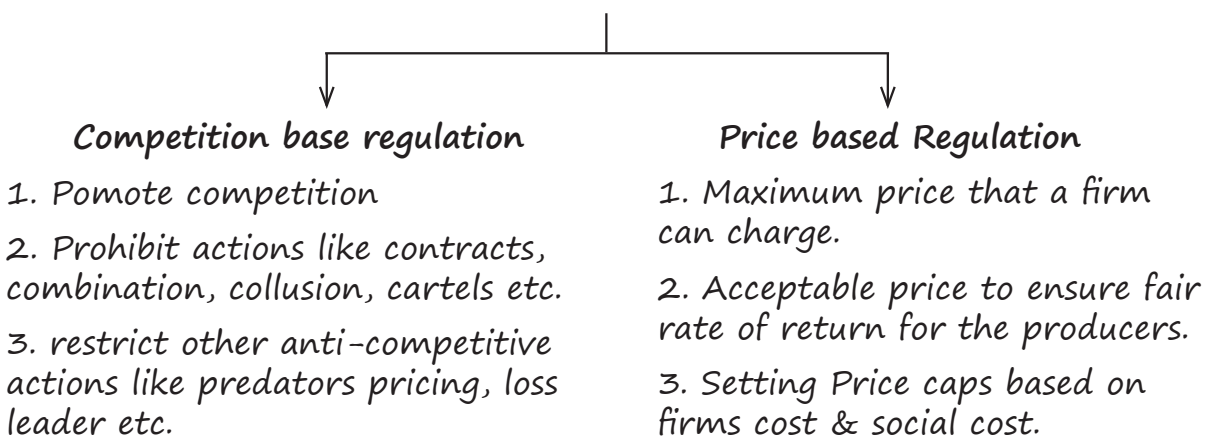 Competition base regulation
1. Pomote competition
2. Prohibit actions like contracts,
combination, collusion, cartels etc.
3. restrict other anti-competitive
actions like predators pricing, loss
leader etc.
Price based Regulation
1. Maximum price that a firm
can charge.
2. Acceptable price to ensure fair
rate of return for the producers.
3. Setting Price caps based on
firms cost & social cost.